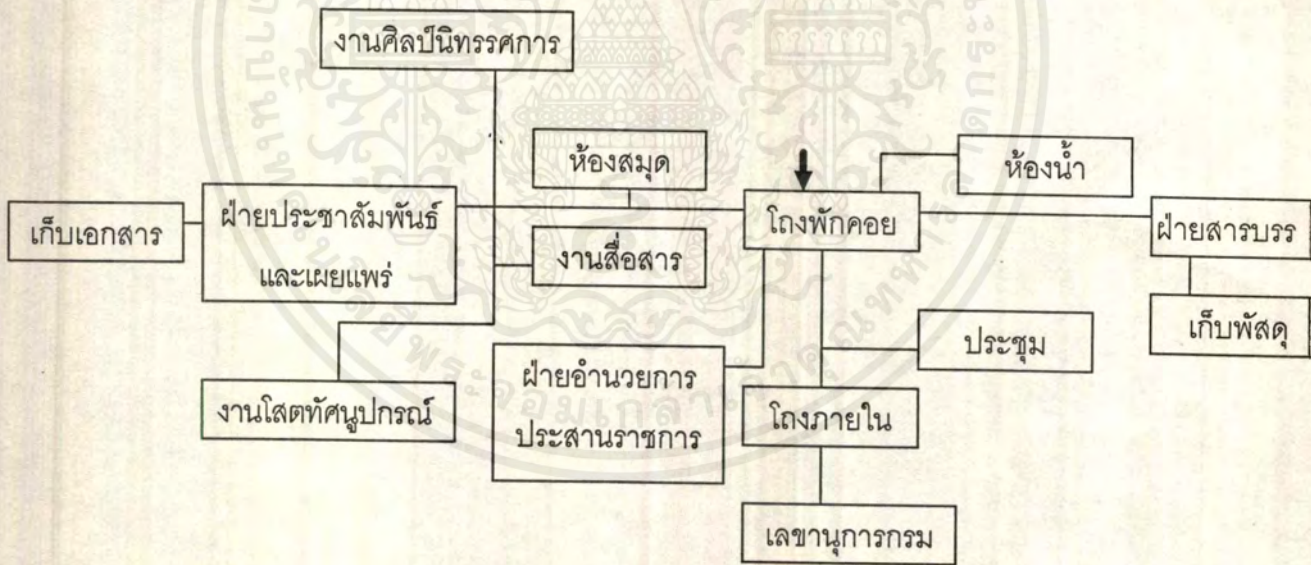 งานศิลป์นิทรรศการ
ห้องสมุด
ห้องน้ำ
เก็บเอกสาร
ฝ่ายประชาสัมพันธ์
และเผยแพร่
โถงพักคอย
ฝ่ายสารบรร
งานสื่อสาร
เก็บพัสดุ
ประชุม
งานโสตทัศนูปกรณ์
ฝ่ายอำนวยการ
ประสานราชการ
โถงภายใน
เลขานุการกรม